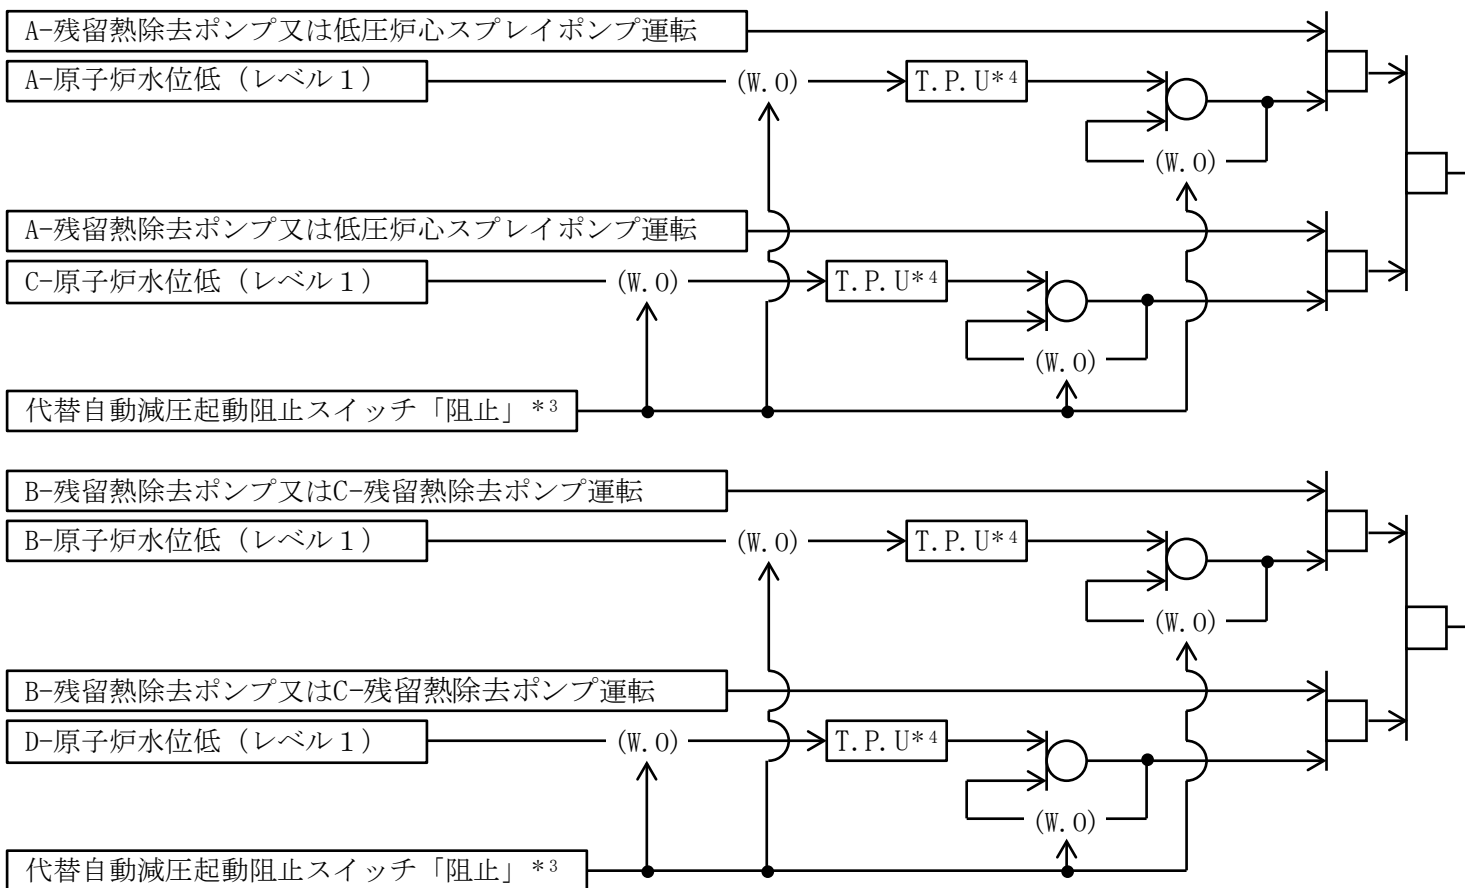 A-残留熱除去ポンプ又は低圧炉心スプレイポンプ運転
A-原子炉水位低（レベル１）
(W.O)
T.P.U*4
(W.O)
A-残留熱除去ポンプ又は低圧炉心スプレイポンプ運転
C-原子炉水位低（レベル１）
(W.O)
T.P.U*4
(W.O)
代替自動減圧起動阻止スイッチ「阻止」*3
B-残留熱除去ポンプ又はC-残留熱除去ポンプ運転
B-原子炉水位低（レベル１）
(W.O)
T.P.U*4
(W.O)
B-残留熱除去ポンプ又はC-残留熱除去ポンプ運転
D-原子炉水位低（レベル１）
(W.O)
T.P.U*4
(W.O)
代替自動減圧起動阻止スイッチ「阻止」*3